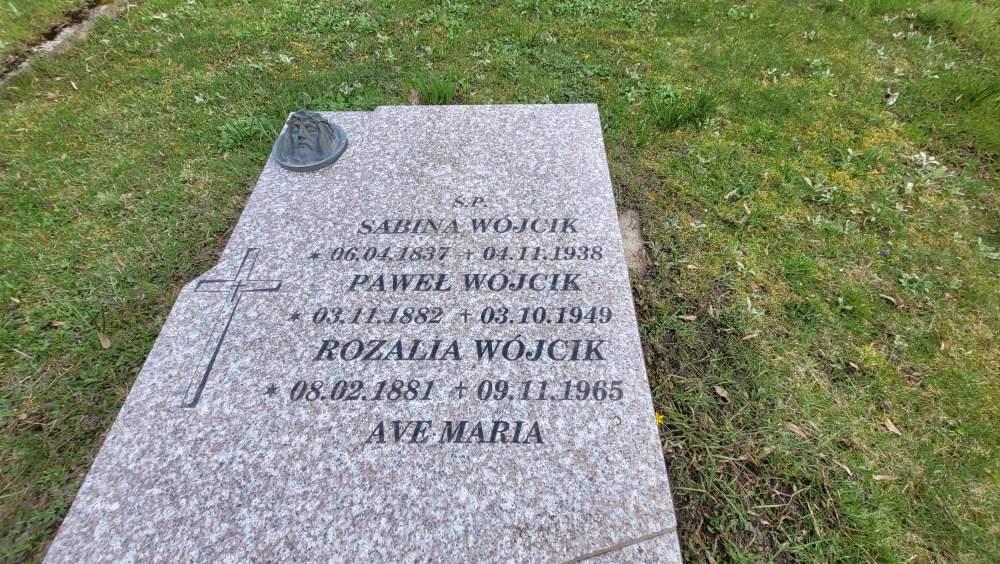 S.P.
SABINA WÓJCIK
* 06.04.1837 + 04.11.1938
PAWEŁ WÓJCIK
* 03.11.1882 + 03.10.1949
ROZALIA WÓJCIK
* 08.02.1881 + 09.11.1965
AVE MARIA